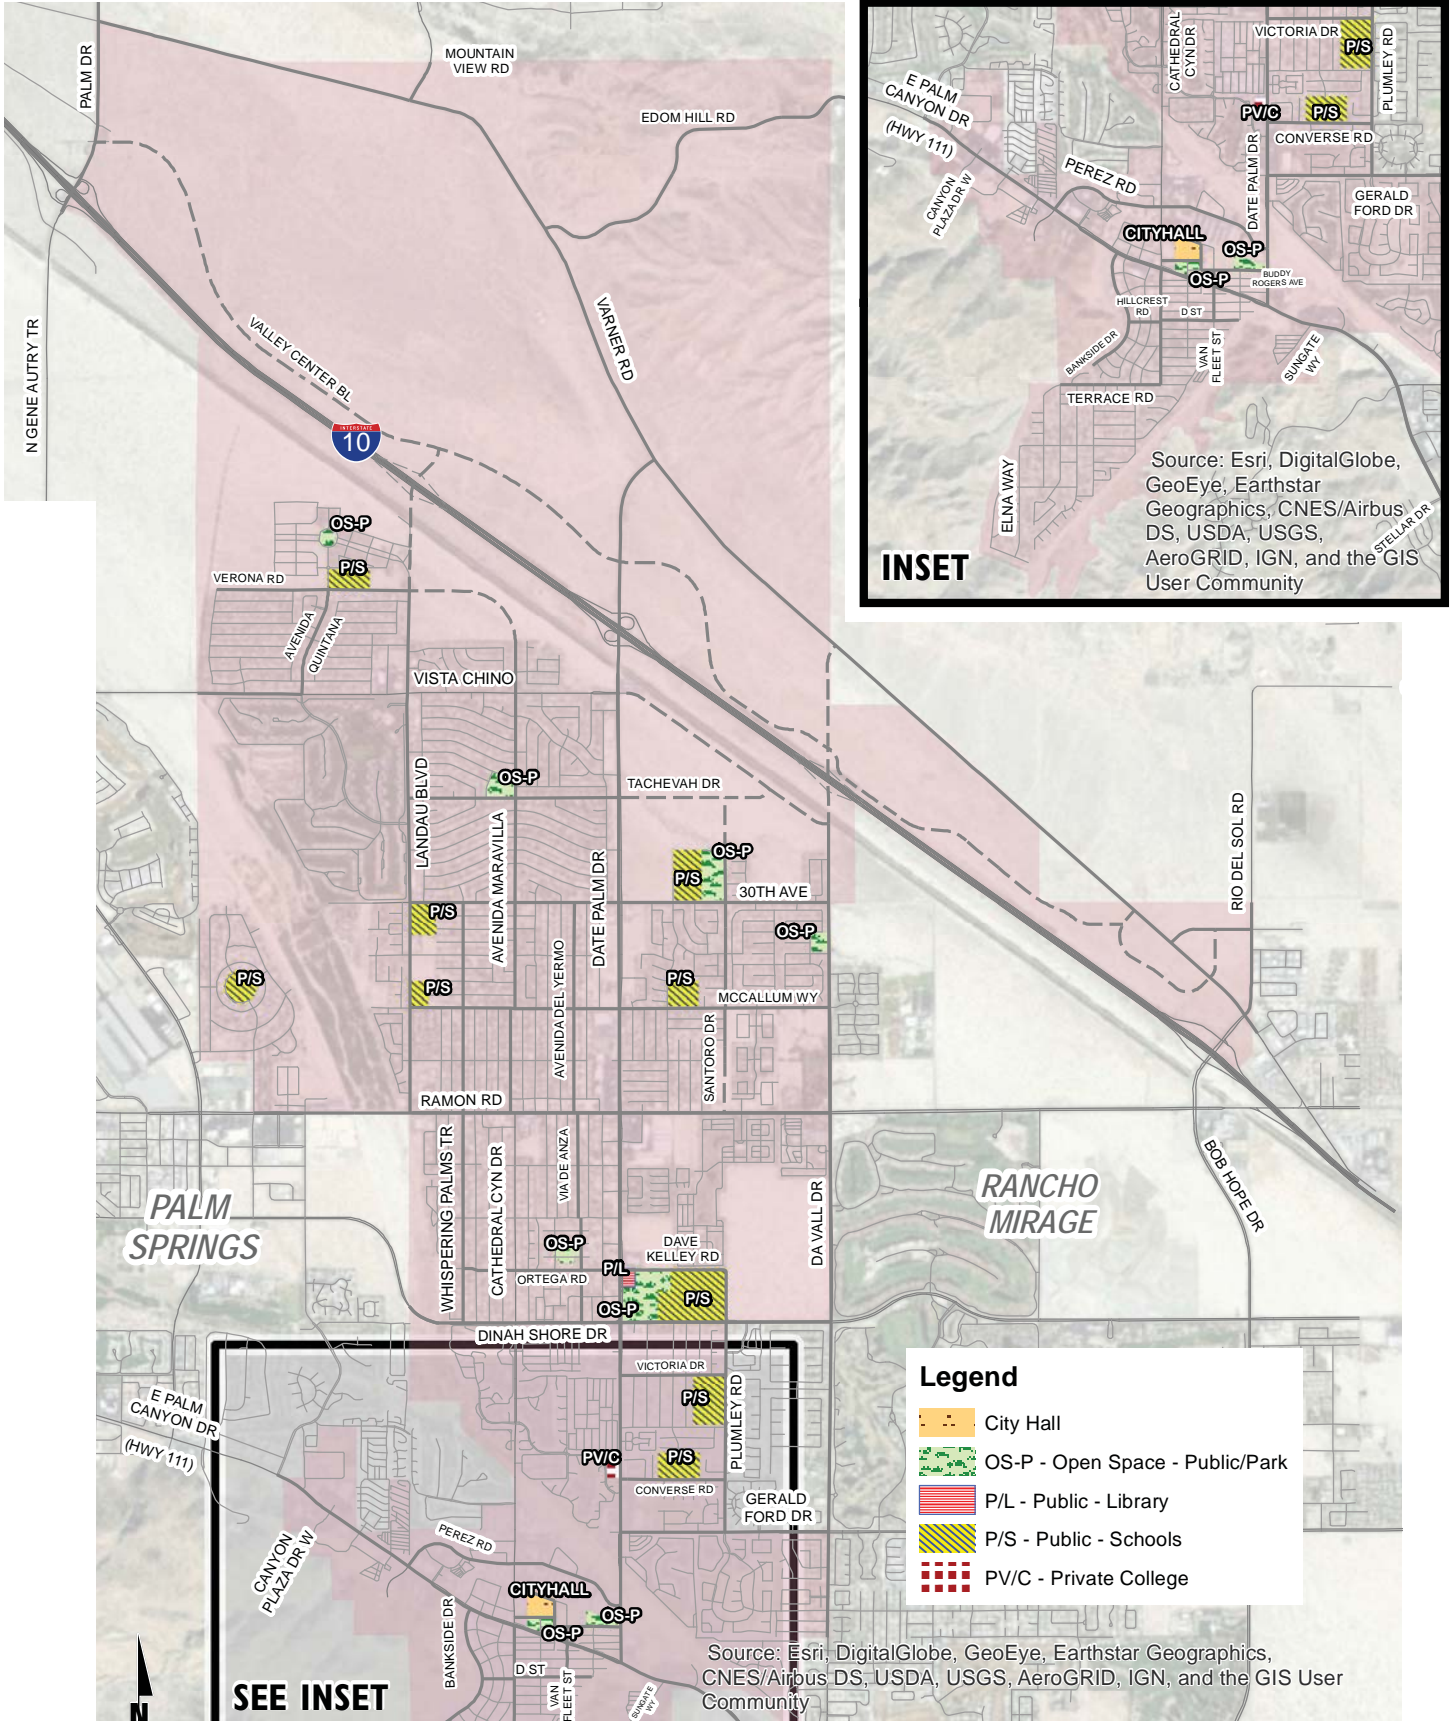 PALM DR
MOUNTAIN
VIEW RD
EDOM HILL RD
N GENE AUTRY TR
VALLEY CENTER BL
VARNER RD
INTERSTATE
10
OS-P
P/S
VERONA RD
AVENIDA
QUINTANA
VISTA CHINO
LANDAU BLVD
OS-P
AVENIDA MARAVILLA
TACHEVAH DR
DATE PALM DR
OS-P
P/S
30TH AVE
P/S
OS-P
AVENIDA DEL YERMO
P/S
P/S
P/S
MCCALLUM WY
SANTORO DR
RIO DEL SOL RD
RAMON RD
WHISPERING PALMS TR
CATHEDRAL CYN DR
VIA DE ANZA
DA VALL DR
BOB HOPE DR
PALM
SPRINGS
RANCHO
MIRAGE
OS-P
DAVE
KELLEY RD
P/L
ORTEGA RD
OS-P
P/S
DINAH SHORE DR
VICTORIA DR
P/S
PLUMLEY RD
E PALM
CANYON DR
(HWY 111)
PV/C
P/S
CONVERSE RD
GERALD
FORD DR
CANYON
PLAZA DR W
PEREZ RD
CITYHALL
OS-P
OS-P
BANKSIDE DR
D ST
VAN
FLEET ST
SUNGATE
WY
SEE INSET
N
Source: Esri, DigitalGlobe, GeoEye, Earthstar Geographics,
CNES/Airbus DS, USDA, USGS, AeroGRID, IGN, and the GIS User
Community
Legend
City Hall
OS-P - Open Space - Public/Park
P/L - Public - Library
P/S - Public - Schools
PV/C - Private College
CATHEDRAL
CYN DR
VICTORIA DR
P/S
PLUMLEY RD
E PALM
CANYON DR
(HWY 111)
PV/C
P/S
CONVERSE RD
DATE PALM DR
PEREZ RD
CANYON
PLAZA DR W
GERALD
FORD DR
CITYHALL
OS-P
OS-P
BUDDY
ROGERS AVE
HILLCREST
RD
D ST
BANKSIDE DR
VAN
FLEET ST
SUNGATE
WY
TERRACE RD
ELNA WAY
STELLAR DR
Source: Esri, DigitalGlobe,
GeoEye, Earthstar
Geographics, CNES/Airbus
DS, USDA, USGS,
AeroGRID, IGN, and the GIS
User Community
INSET